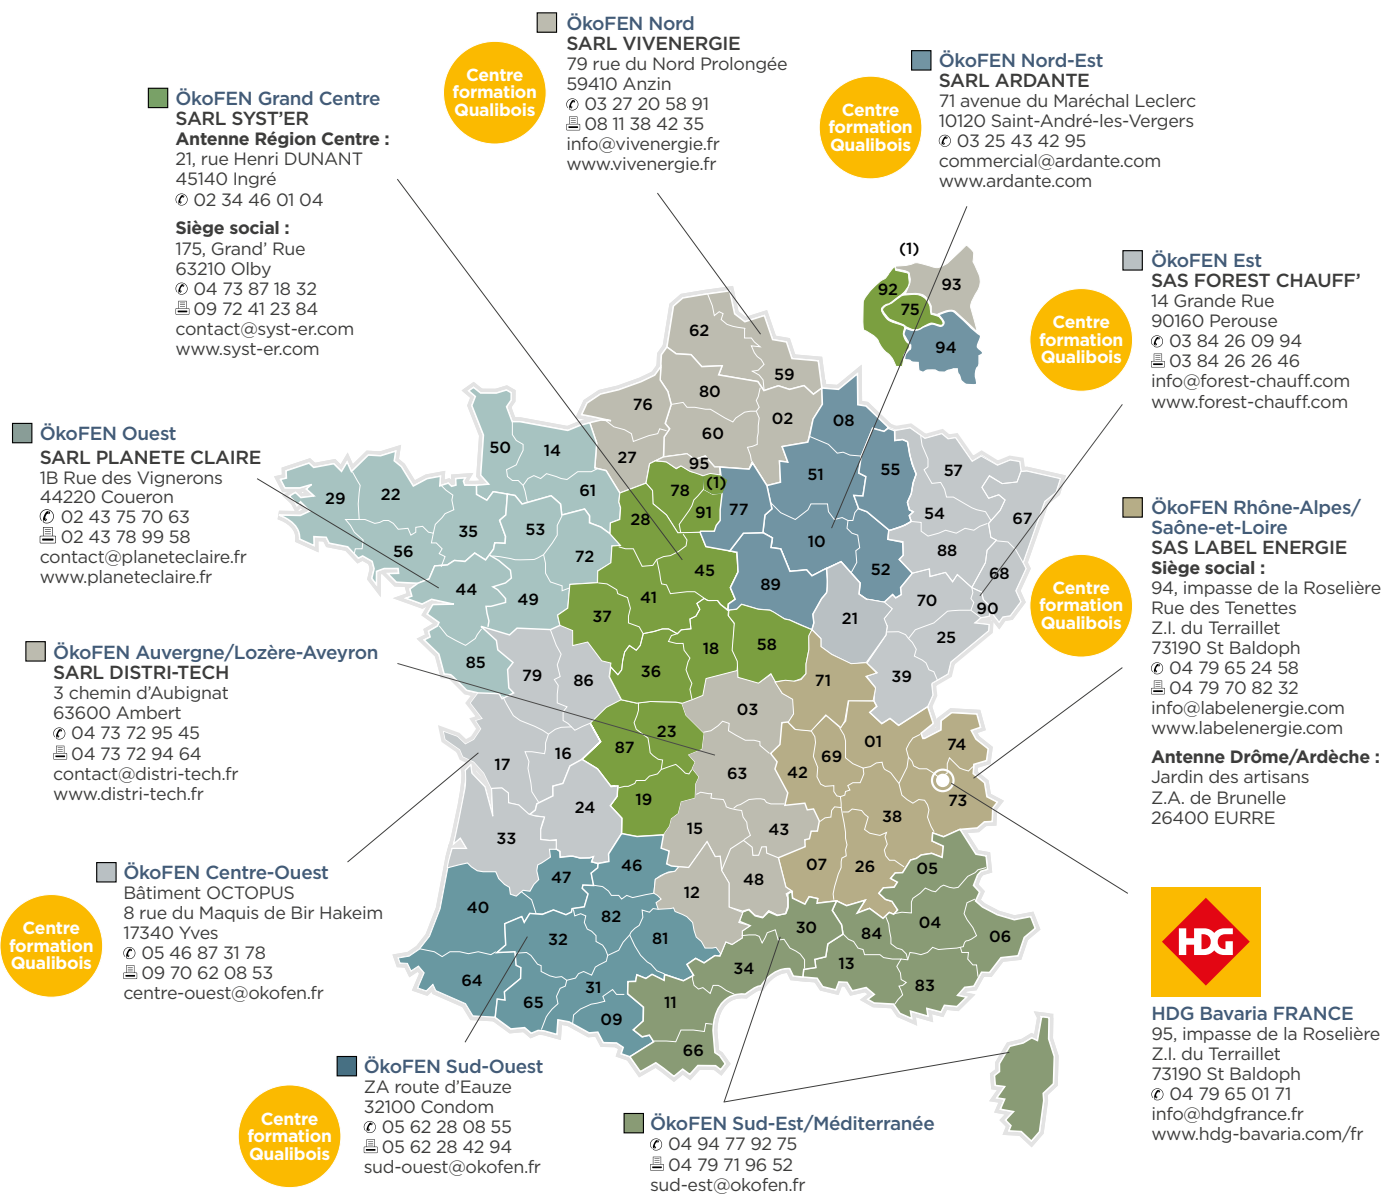 ÖkoFEN Nord
SARL VIVENERGIE
79 rue du Nord Prolongée
59410 Anzin
✆ 03 27 20 58 91
08 11 38 42 35
info@vivenergie.fr
www.vivenergie.fr
Centre
formation
Qualibois
ÖkoFEN Nord-Est
SARL ARDANTE
71 avenue du Maréchal Leclerc
10120 Saint-André-les-Vergers
✆ 03 25 43 42 95
commercial@ardante.com
www.ardante.com
Centre
formation
Qualibois
ÖkoFEN Grand Centre
SARL SYST'ER
Antenne Région Centre :
21, rue Henri DUNANT
45140 Ingré
✆ 02 34 46 01 04
Siège social :
175, Grand' Rue
63210 Olby
✆ 04 73 87 18 32
09 72 41 23 84
contact@syst-er.com
www.syst-er.com
ÖkoFEN Est
SAS FOREST CHAUFF'
14 Grande Rue
90160 Perouse
✆ 03 84 26 09 94
03 84 26 26 46
info@forest-chauff.com
www.forest-chauff.com
Centre
formation
Qualibois
ÖkoFEN Ouest
SARL PLANETE CLAIRE
1B Rue des Vignerons
44220 Coueron
✆ 02 43 75 70 63
02 43 78 99 58
contact@planeteclaire.fr
www.planeteclaire.fr
ÖkoFEN Rhône-Alpes/
Saône-et-Loire
SAS LABEL ENERGIE
Siège social :
94, impasse de la Roselière
Rue des Tenettes
Z.I. du Terraillet
73190 St Baldoph
✆ 04 79 65 24 58
04 79 70 82 32
info@labelenergie.com
www.labelenergie.com
Antenne Drôme/Ardèche :
Jardin des artisans
Z.A. de Brunelle
26400 EURRE
Centre
formation
Qualibois
ÖkoFEN Auvergne/Lozère-Aveyron
SARL DISTRI-TECH
3 chemin d'Aubignat
63600 Ambert
✆ 04 73 72 95 45
04 73 72 94 64
contact@distri-tech.fr
www.distri-tech.fr
ÖkoFEN Centre-Ouest
Bâtiment OCTOPUS
8 rue du Maquis de Bir Hakeim
17340 Yves
✆ 05 46 87 31 78
09 70 62 08 53
centre-ouest@okofen.fr
Centre
formation
Qualibois
ÖkoFEN Sud-Ouest
ZA route d'Eauze
32100 Condom
✆ 05 62 28 08 55
05 62 28 42 94
sud-ouest@okofen.fr
Centre
formation
Qualibois
ÖkoFEN Sud-Est/Méditerranée
✆ 04 94 77 92 75
04 79 71 96 52
sud-est@okofen.fr
HDG
HDG Bavaria FRANCE
95, impasse de la Roselière
Z.I. du Terraillet
73190 St Baldoph
✆ 04 79 65 01 71
info@hdgfrance.fr
www.hdg-bavaria.com/fr
(1)
92
93
75
94
62
59
80
76
02
60
08
27
95
50
14
61
78
(1)
91
77
51
55
57
54
67
29
22
35
53
28
56
72
10
88
45
52
68
44
49
41
89
70
90
37
21
25
18
58
85
79
86
36
71
39
03
23
87
16
17
63
42
69
01
74
73
19
24
33
15
43
38
07
26
05
46
47
48
12
40
82
32
81
30
84
04
06
34
13
64
65
31
11
83
09
66